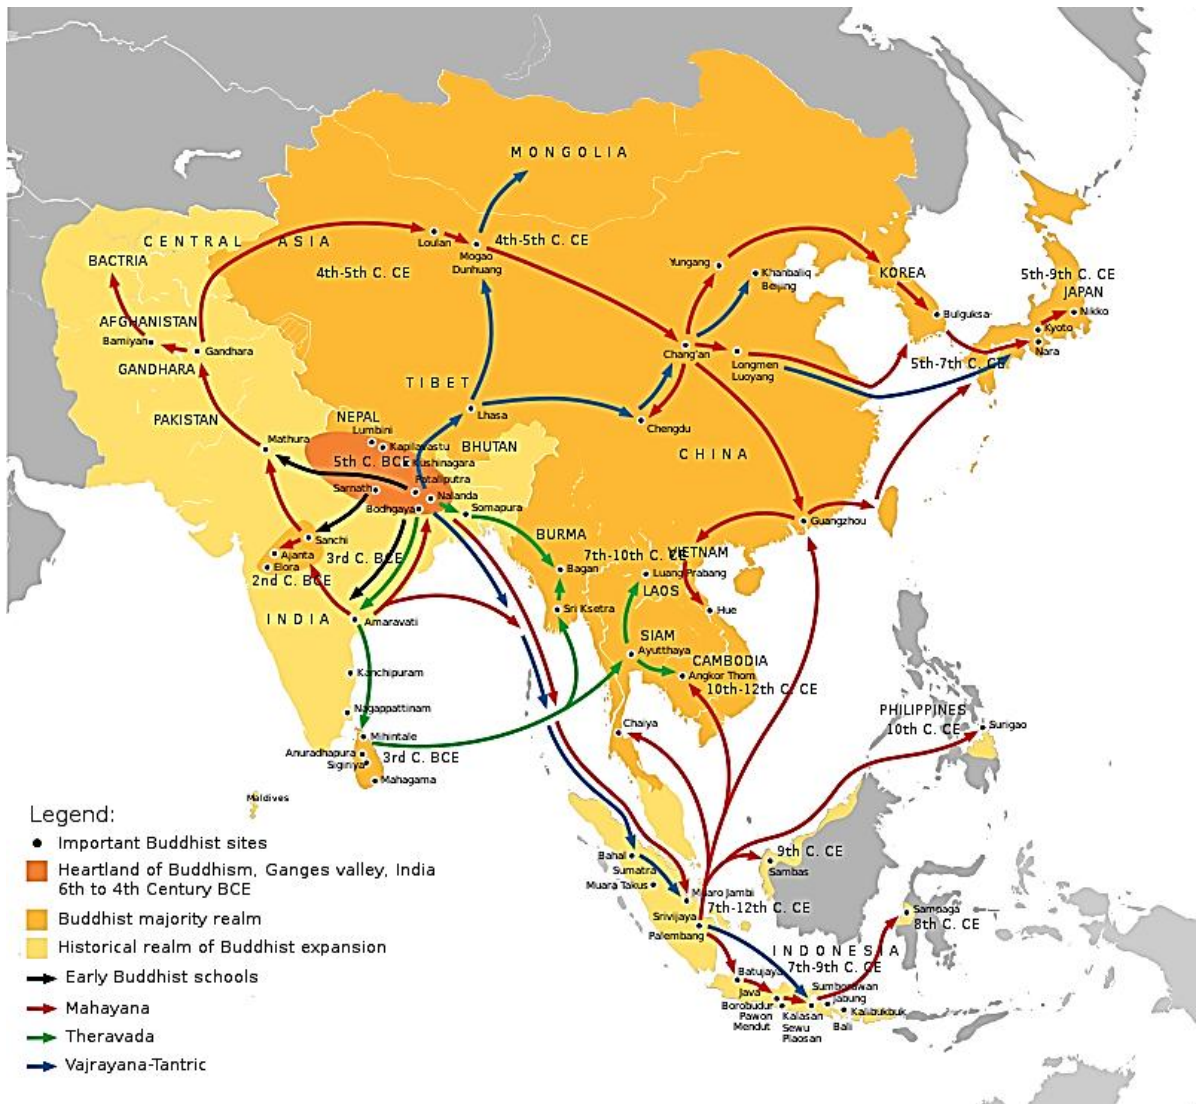 MONGOLIA
CENTRAL ASIA
BACTRIA
4th-5th C. CE
Loulan
Mogao
Dunhuang
4th-5th C. CE
Yungang
Khanbaliq
Beijing
KOREA
Bulguksa
5th-9th C. CE
JAPAN
Nikko
Kyoto
Nara
5th-7th C. CE
AFGHANISTAN
Bamiyan
Gandhara
GANDHARA
Chang'an
Longmen
Luoyang
PAKISTAN
TIBET
Lhasa
Chengdu
CHINA
NEPAL
Lumbini
Kapilavastu
Kushinagara
BHUTAN
Mathura
5th C. BCE
Pataliputra
Sarnath
Nalanda
Bodhgaya
Somapura
Guangzhou
Sanchi
Ajanta
Elora
3rd C. BCE
2nd C. BCE
INDIA
Amaravati
BURMA
7th-10th C. CE
VIETNAM
Bagan
Luang Prabang
LAOS
Sri Ksetra
Hue
SIAM
Ayutthaya
CAMBODIA
Angkor Thom
10th-12th C. CE
Kanchipuram
Nagappattinam
Mihintale
Anuradhapura
Sigiriya
3rd C. BCE
Mahagama
Maldives
Chaiya
PHILIPPINES
10th C. CE
Surigao
Bahal
Sumatra
Muara Takus
Muaro Jambi
7th-12th C. CE
Srivijaya
Palembang
9th C. CE
Sambas
Sampaga
8th C. CE
INDONESIA
7th-9th C. CE
Batujaya
Java
Borobudur
Pawon
Mendut
Sumberawan
Jabung
Kalasan
Sewu
Plaosan
Kalibukbuk
Bali
Legend:
Important Buddhist sites
Heartland of Buddhism, Ganges valley, India
6th to 4th Century BCE
Buddhist majority realm
Historical realm of Buddhist expansion
Early Buddhist schools
Mahayana
Theravada
Vajrayana-Tantric